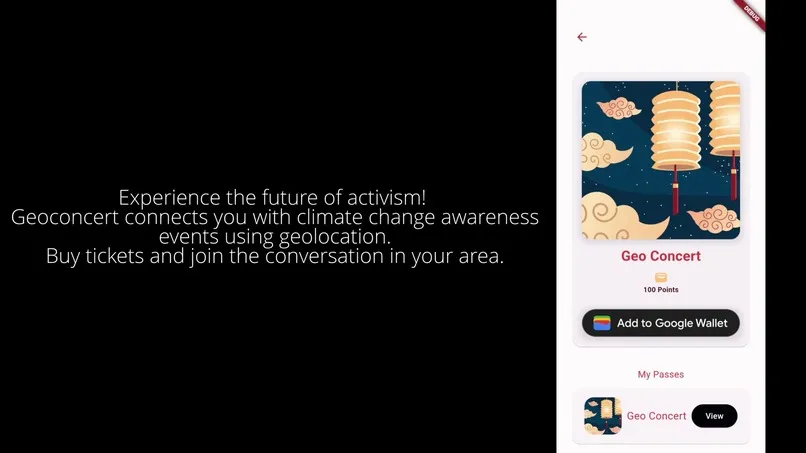 Experience the future of activism!
Geoconcert connects you with climate change awareness
events using geolocation.
Buy tickets and join the conversation in your area.
DEBUG
Geo Concert
100 Points
Add to Google Wallet
My Passes
Geo Concert
View